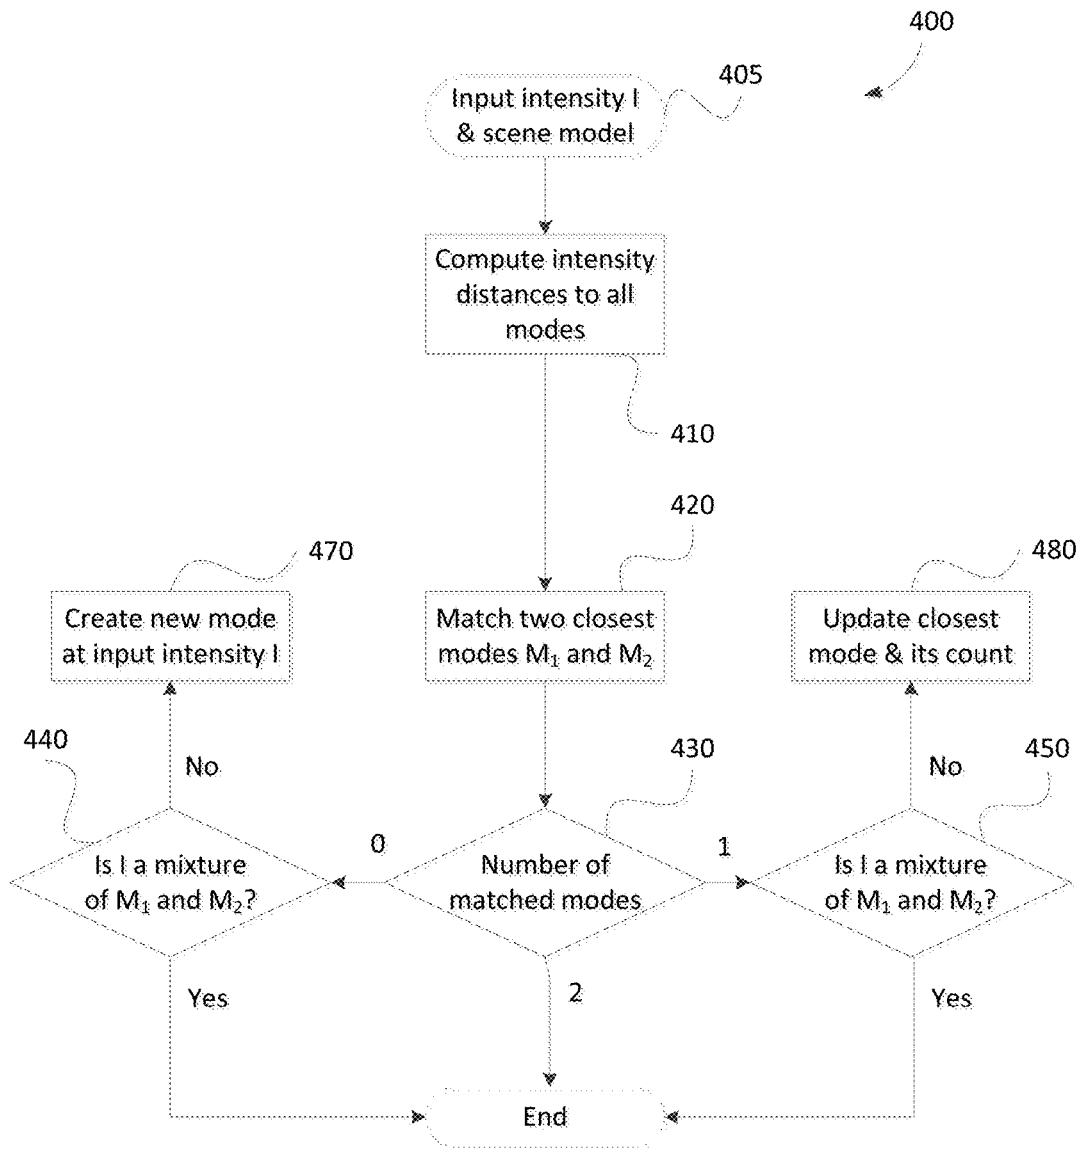 400
405
Input intensity I
& scene model
Compute intensity
distances to all
modes
410
420
470
480
Create new mode
at input intensity I
Match two closest
modes M₁ and M₂
Update closest
mode & its count
440
No
430
No
450
0
1
Is I a mixture
of M₁ and M₂?
Number of
matched modes
Is I a mixture
of M₁ and M₂?
Yes
2
Yes
End